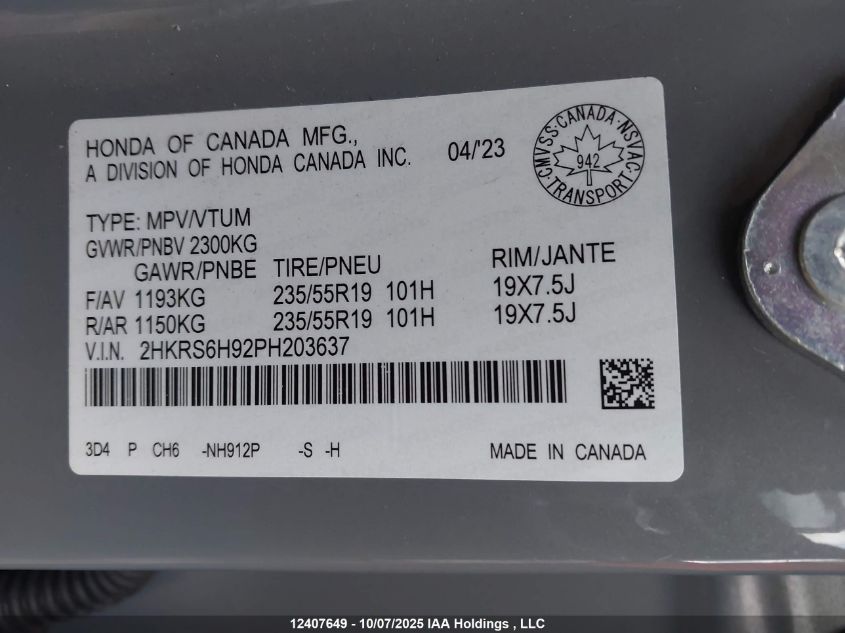 HONDA OF CANADA MFG.,
A DIVISION OF HONDA CANADA INC.
04/'23
CMVSS·CANADA·NSVAC·
942
TRANSPORT
TYPE: MPV/VTUM
GVWR/PNBV 2300KG
GAWR/PNBE TIRE/PNEU RIM/JANTE
F/AV 1193KG 235/55R19 101H 19X7.5J
R/AR 1150KG 235/55R19 101H 19X7.5J
V.I.N. 2HKRS6H92PH203637
3D4 P CH6 -NH912P -S -H MADE IN CANADA
12407649 - 10/07/2025 IAA Holdings , LLC